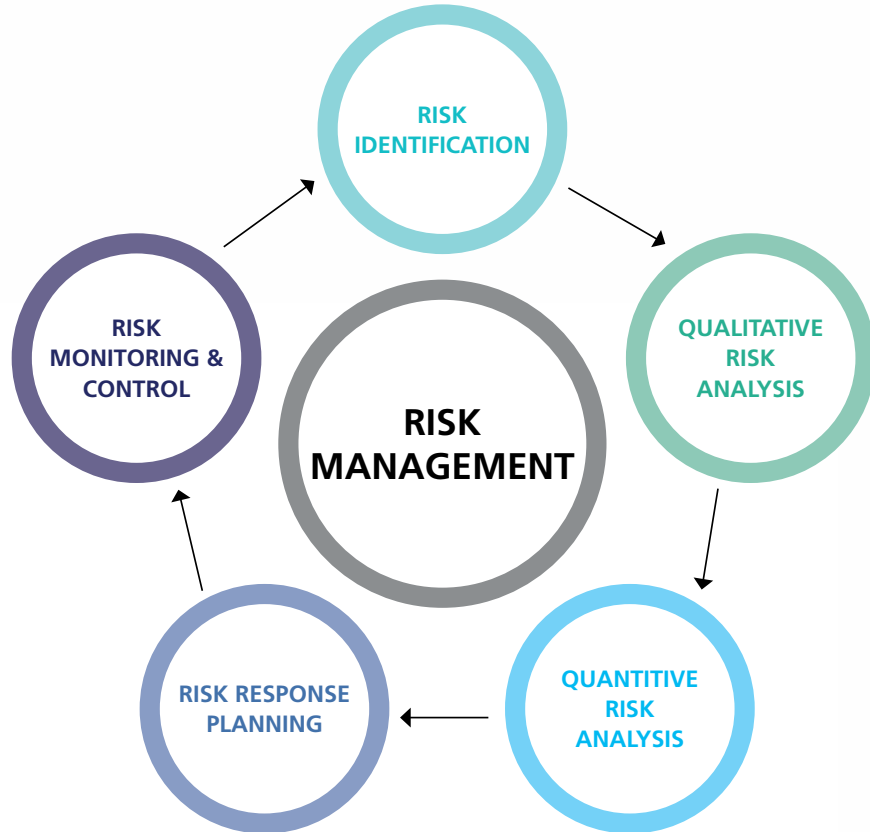 RISK
IDENTIFICATION
QUALITATIVE
RISK
ANALYSIS
QUANTITIVE
RISK
ANALYSIS
RISK RESPONSE
PLANNING
RISK
MONITORING &
CONTROL
RISK
MANAGEMENT